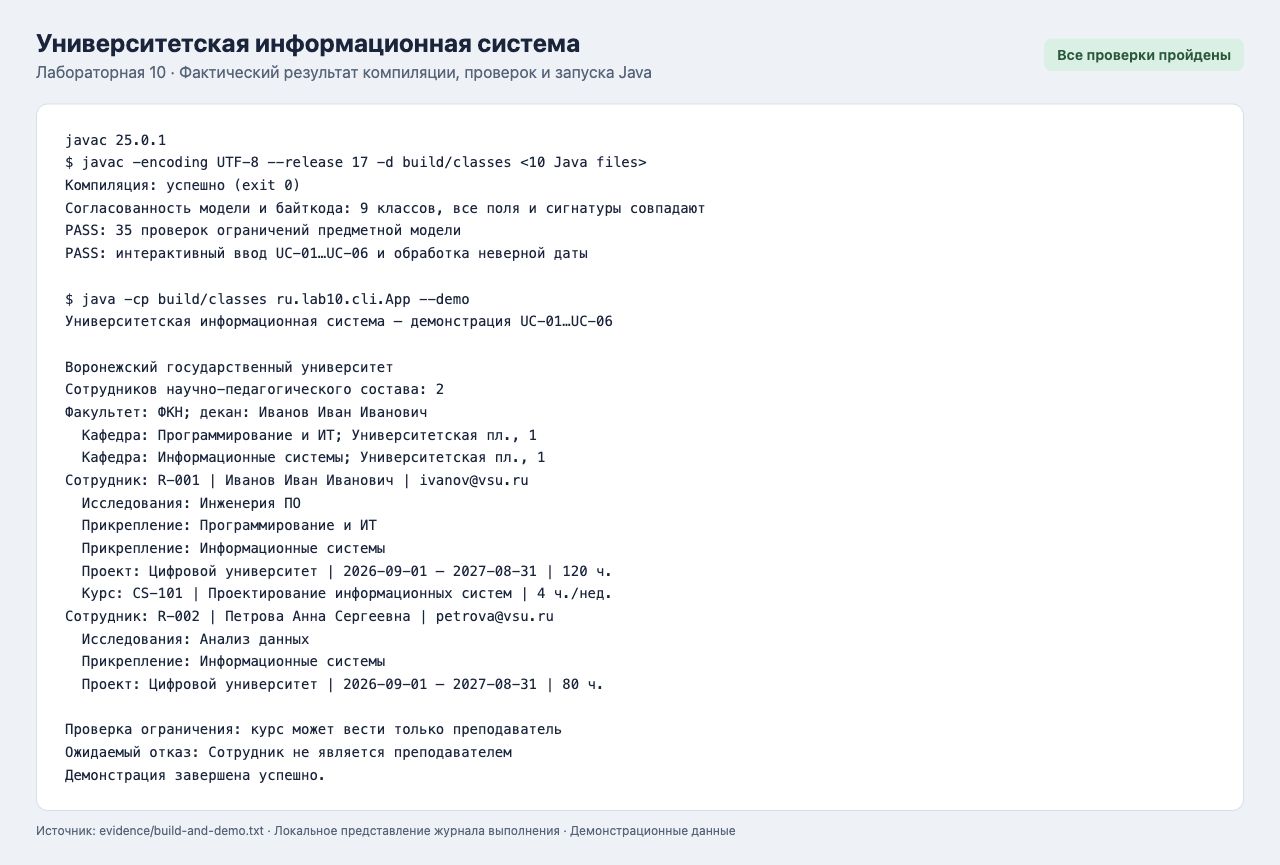 Университетская информационная система
Лабораторная 10 · Фактический результат компиляции, проверок и запуска Java
Все проверки пройдены
javac 25.0.1
$ javac -encoding UTF-8 --release 17 -d build/classes <10 Java files>
Компиляция: успешно (exit 0)
Согласованность модели и байткода: 9 классов, все поля и сигнатуры совпадают
PASS: 35 проверок ограничений предметной модели
PASS: интерактивный ввод UC-01…UC-06 и обработка неверной даты
$ java -cp build/classes ru.lab10.cli.App --demo
Университетская информационная система — демонстрация UC-01…UC-06
Воронежский государственный университет
Сотрудников научно-педагогического состава: 2
Факультет: ФКН; декан: Иванов Иван Иванович
Кафедра: Программирование и ИТ; Университетская пл., 1
Кафедра: Информационные системы; Университетская пл., 1
Сотрудник: R-001 | Иванов Иван Иванович | ivanov@vsu.ru
Исследования: Инженерия ПО
Прикрепление: Программирование и ИТ
Прикрепление: Информационные системы
Проект: Цифровой университет | 2026-09-01 — 2027-08-31 | 120 ч.
Курс: CS-101 | Проектирование информационных систем | 4 ч./нед.
Сотрудник: R-002 | Петрова Анна Сергеевна | petrova@vsu.ru
Исследования: Анализ данных
Прикрепление: Информационные системы
Проект: Цифровой университет | 2026-09-01 — 2027-08-31 | 80 ч.
Проверка ограничения: курс может вести только преподаватель
Ожидаемый отказ: Сотрудник не является преподавателем
Демонстрация завершена успешно.
Источник: evidence/build-and-demo.txt · Локальное представление журнала выполнения · Демонстрационные данные